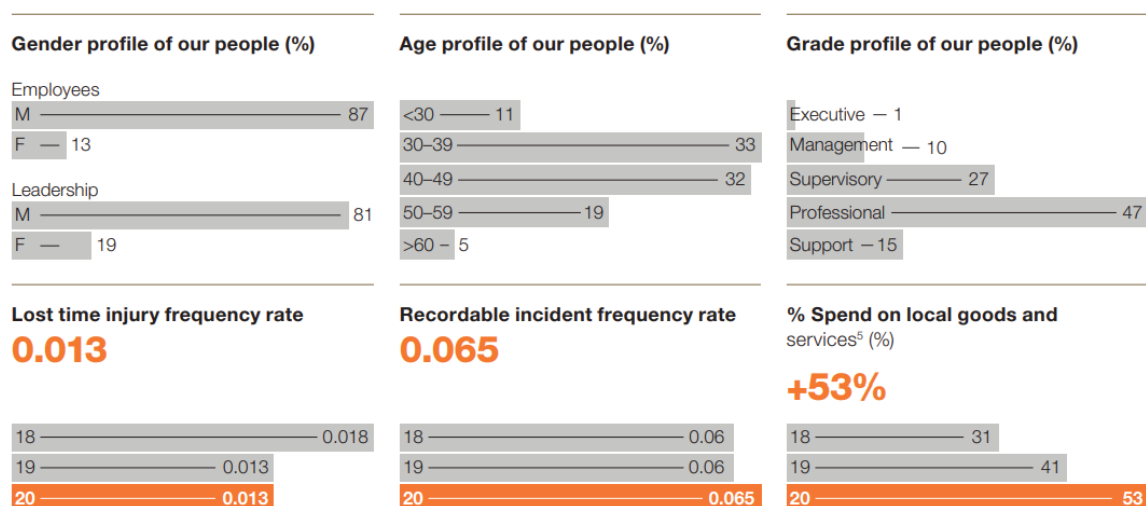 Gender profile of our people (%)
Employees
M 87
F 13
Leadership
M 81
F 19
Age profile of our people (%)
<30 11
30–39 33
40–49 32
50–59 19
>60 5
Grade profile of our people (%)
Executive 1
Management 10
Supervisory 27
Professional 47
Support 15
Lost time injury frequency rate
0.013
18 0.018
19 0.013
20 0.013
Recordable incident frequency rate
0.065
18 0.06
19 0.06
20 0.065
% Spend on local goods and
services⁵ (%)
+53%
18 31
19 41
20 53